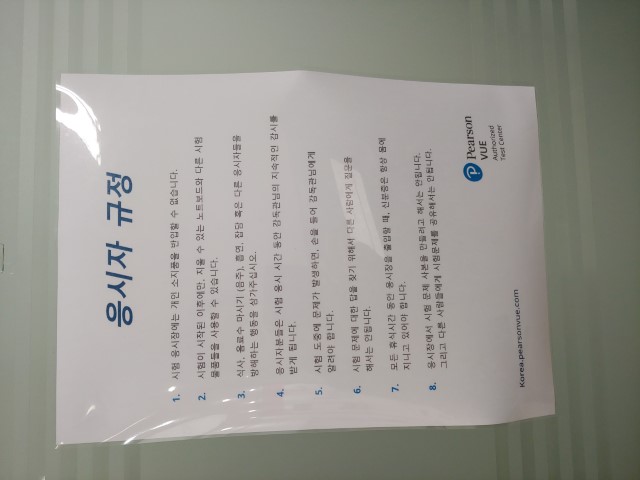 응시자 규정
1. 시험 응시장에는 개인 소지품을 반입할 수 없습니다.
2. 시험이 시작된 이후에만, 지울 수 있는 노트보드와 다른 시험
물품들을 사용할 수 있습니다.
3. 식사, 음료수 마시기 (음주), 흡연, 잡담 혹은 다른 응시자들을
방해하는 행동을 삼가주십시오.
4. 응시자분들은 시험 응시 시간 동안 감독관님의 지속적인 감시를
받게 됩니다.
5. 시험 도중에 문제가 발생하면, 손을 들어 감독관님에게
알려야 합니다.
6. 시험 문제에 대한 답을 찾기 위해서 다른 사람에게 질문을
해서는 안됩니다.
7. 모든 휴식시간 동안 응시장을 출입할 때, 신분증은 항상 몸에
지니고 있어야 합니다.
8. 응시장에서 시험 문제 사본을 만들려고 해서는 안됩니다.
그리고 다른 사람들에게 시험문제를 공유해서는 안됩니다.
Pearson
VUE
Authorized
Test Center
Korea.pearsonvue.com